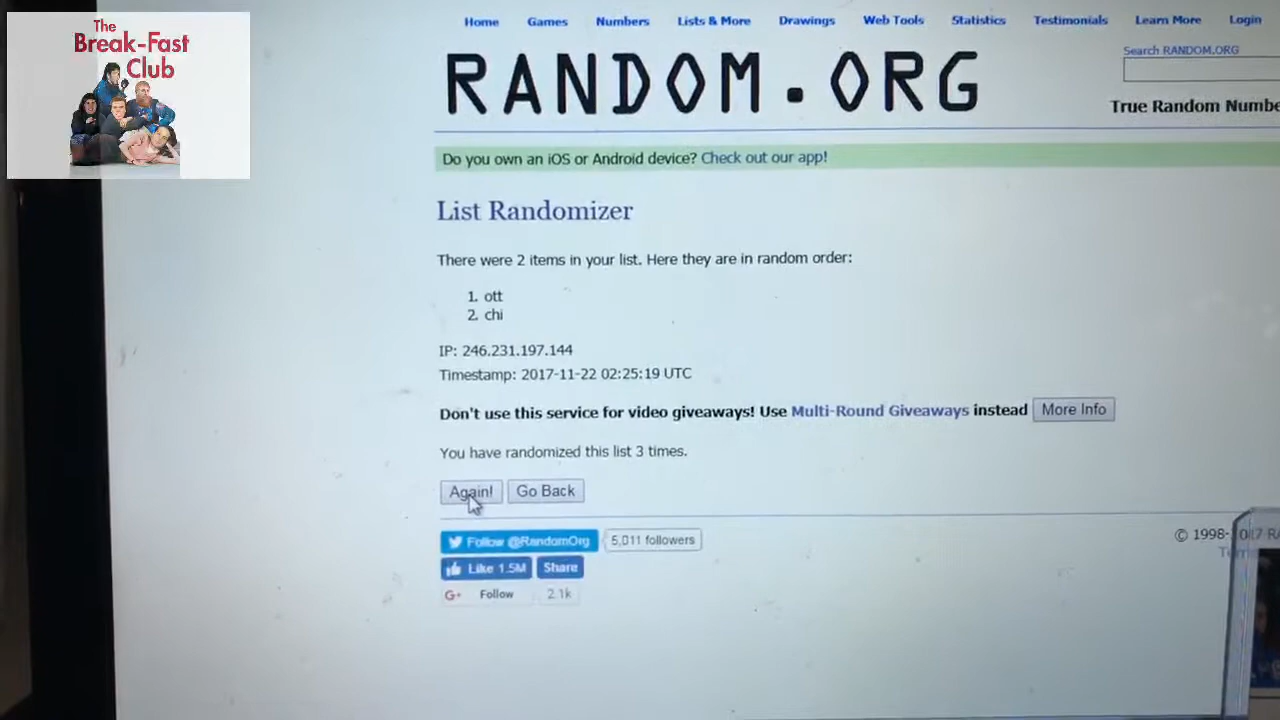 The
Break-Fast
Club
Home Games Numbers Lists & More Drawings Web Tools Statistics Testimonials Learn More Login
RANDOM.ORG
Search RANDOM.ORG
True Random
Do you own an iOS or Android device? Check out our app!
List Randomizer
There were 2 items in your list. Here they are in random order:
1. ott
2. chi
IP: 246.231.197.144
Timestamp: 2017-11-22 02:25:19 UTC
Don't use this service for video giveaways! Use Multi-Round Giveaways instead More Info
You have randomized this list 3 times.
Again! Go Back
Follow @RandomOrg 5,011 followers
© 1998-
Like 1.5M Share
G+ Follow 2.1k